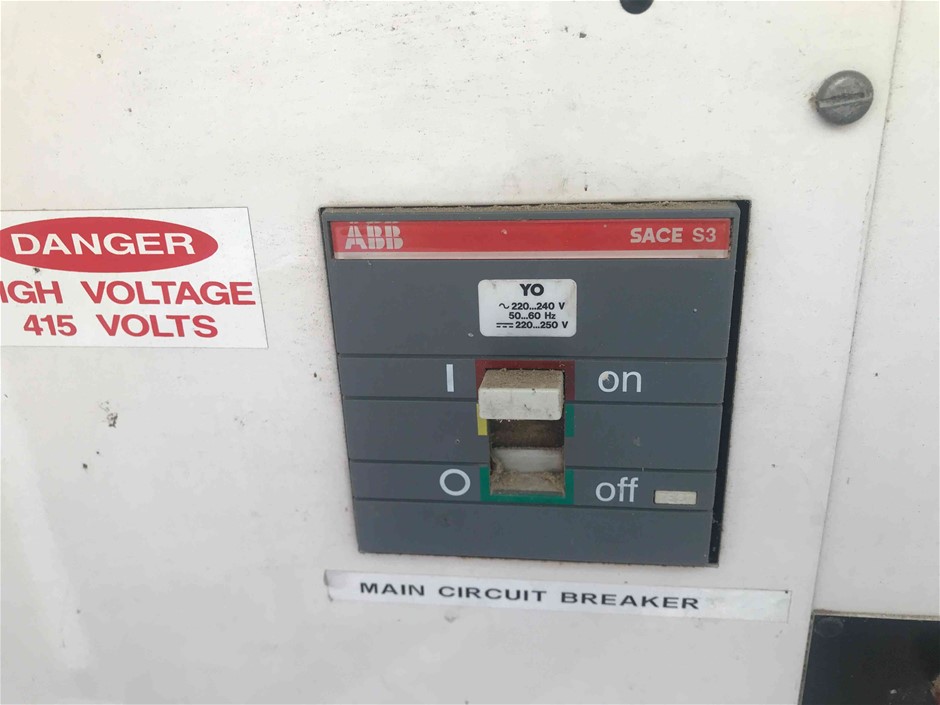 DANGER
IGH VOLTAGE
415 VOLTS
ABB
SACE S3
YO
~ 220...240 V
50...60 Hz
⎓ 220...250 V
I on
O off
MAIN CIRCUIT BREAKER